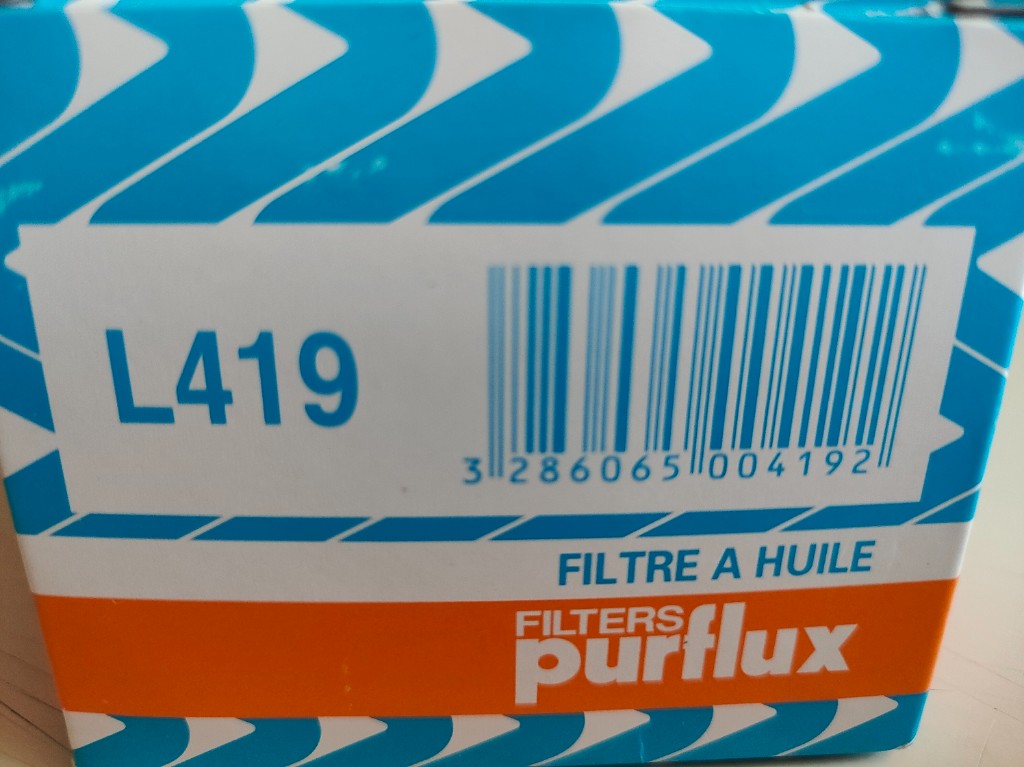 L419
3 286065 004192
FILTRE A HUILE
FILTERS
purflux